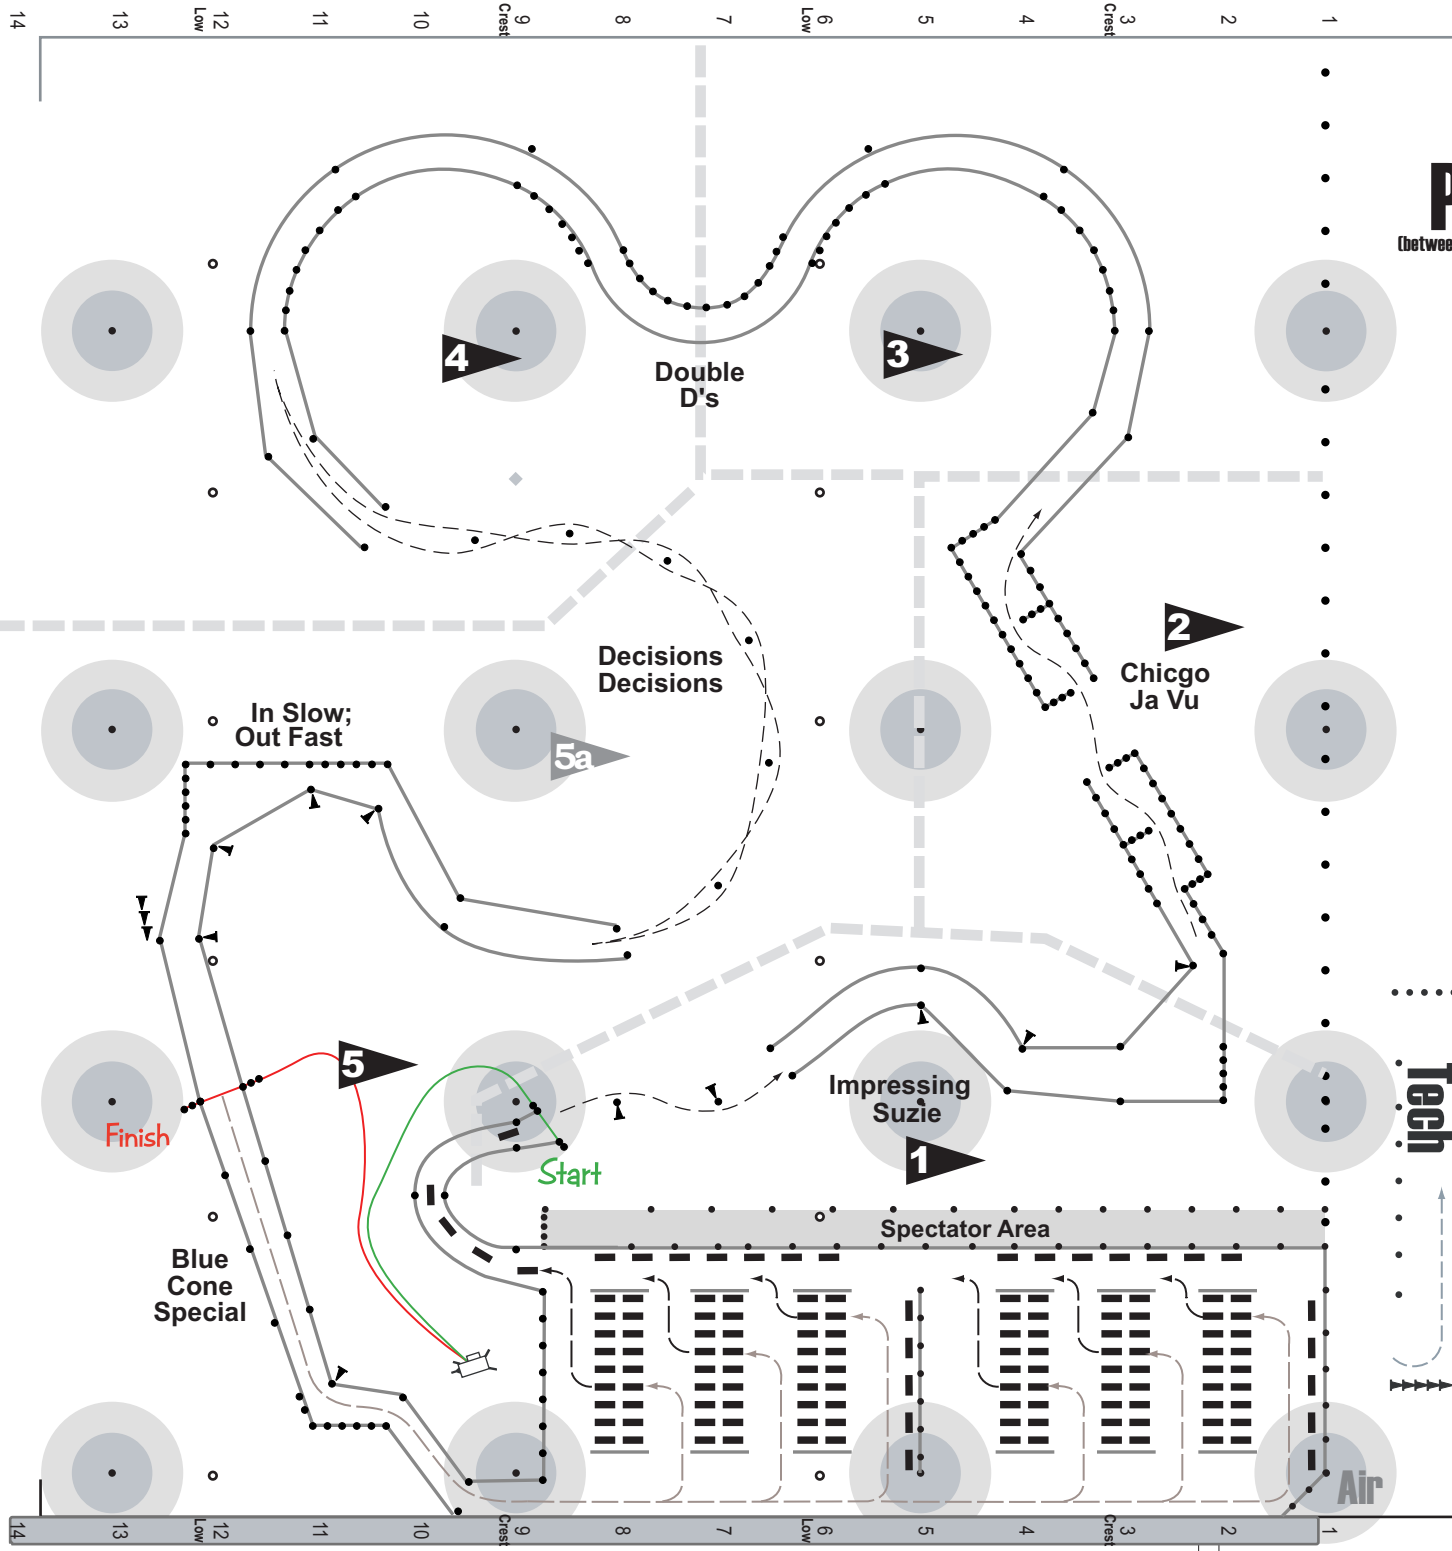 14
13
Low
12
11
10
Crest
9
8
7
Low
6
5
4
Crest
3
2
1
P
(betwee
4
3
Double
D's
2
Chicgo
Ja Vu
Decisions
Decisions
In Slow;
Out Fast
5a
5
Impressing
Suzie
Finish
Start
1
Tech
Spectator Area
Blue
Cone
Special
Air
14
13
Low
12
11
10
Crest
9
8
7
Low
6
5
4
Crest
3
2
1